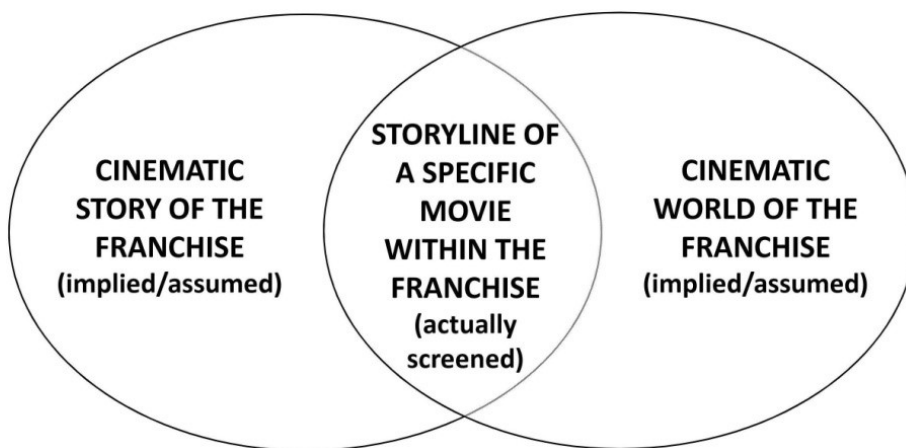 CINEMATIC
STORY OF THE
FRANCHISE
(implied/assumed)
STORYLINE OF
A SPECIFIC
MOVIE
WITHIN THE
FRANCHISE
(actually
screened)
CINEMATIC
WORLD OF THE
FRANCHISE
(implied/assumed)